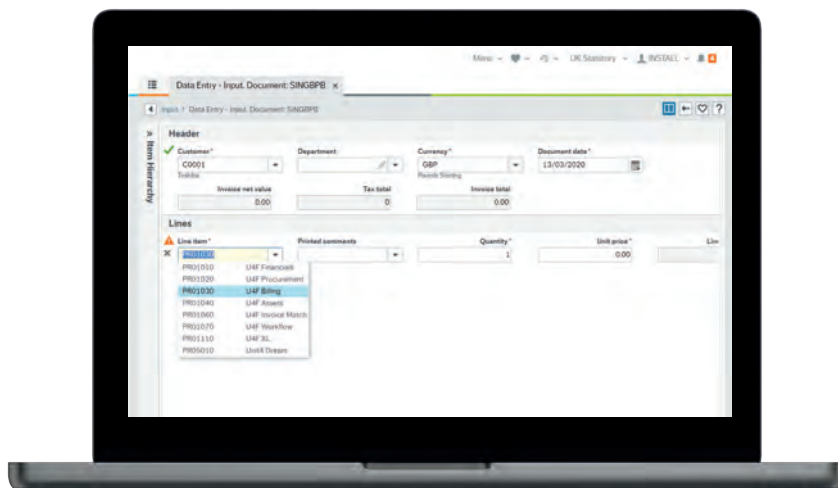 Menu UK Statutory INSTALL 4
Data Entry - Input. Document: SINGBPB ×
Input > Data Entry - Input. Document: SINGBPB ?
» Item Hierarchy
Header
Customer* Department Currency* Document date*
C0001 GBP 13/03/2020
Toshiba Pounds Sterling
Invoice net value Tax total Invoice total
0.00 0 0.00
Lines
Line item* Printed comments Quantity* Unit price* Line
PR01030 1 0.00
PR01010 U4F Financials
PR01020 U4F Procurement
PR01030 U4F Billing
PR01040 U4F Assets
PR01060 U4F Invoice Match
PR01070 U4F Workflow
PR01110 U4F XL
PR05010 Unit4 Dream